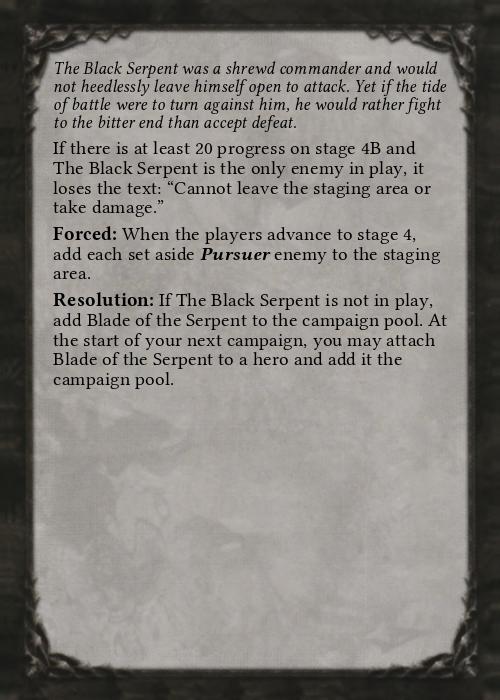 The Black Serpent was a shrewd commander and would
not heedlessly leave himself open to attack. Yet if the tide
of battle were to turn against him, he would rather fight
to the bitter end than accept defeat.
If there is at least 20 progress on stage 4B and
The Black Serpent is the only enemy in play, it
loses the text: “Cannot leave the staging area or
take damage.”
Forced: When the players advance to stage 4,
add each set aside Pursuer enemy to the staging
area.
Resolution: If The Black Serpent is not in play,
add Blade of the Serpent to the campaign pool. At
the start of your next campaign, you may attach
Blade of the Serpent to a hero and add it the
campaign pool.